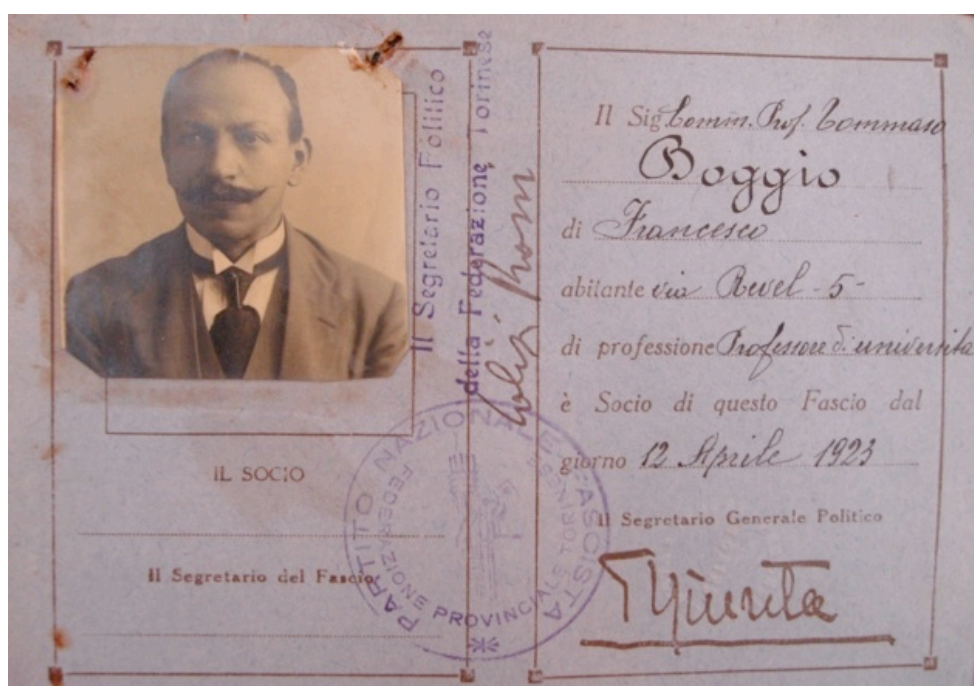 Il Segretario Politico
della Federazione Torinese
IL SOCIO
Il Segretario del Fascio
PARTITO NAZIONALE FASCISTA
FEDERAZIONE PROVINCIALE TORINESE
Il Sig. Comm. Prof. Tommaso
Boggio
di Francesco
abitante via Revel - 5 -
di professione Professore di università
è Socio di questo Fascio dal
giorno 12 Aprile 1923
Il Segretario Generale Politico